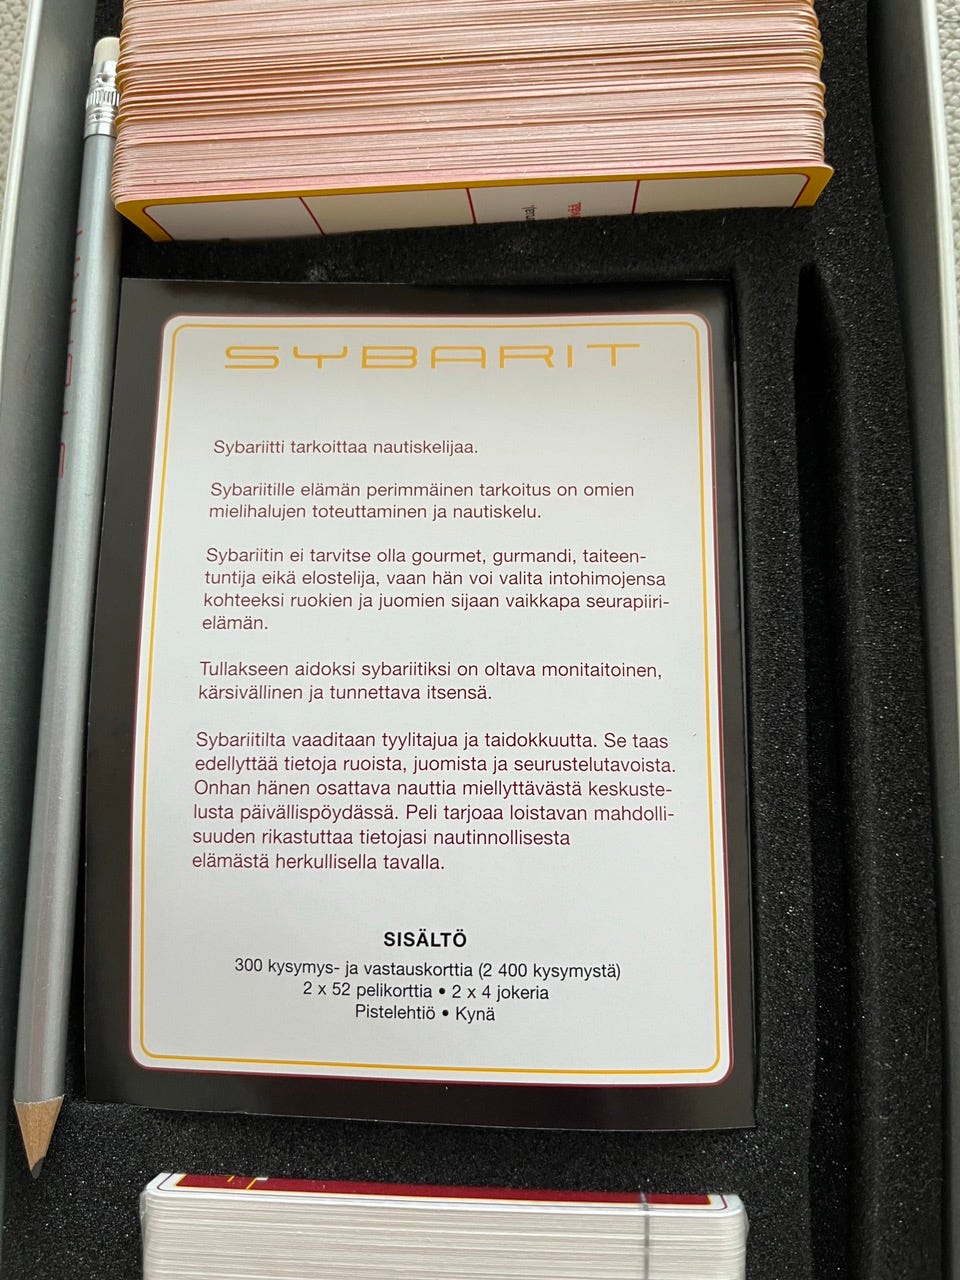 SYBARIT
Sybariitti tarkoittaa nautiskelijaa.
Sybariitille elämän perimmäinen tarkoitus on omien
mielihalujen toteuttaminen ja nautiskelu.
Sybariitin ei tarvitse olla gourmet, gurmandi, taiteen-
tuntija eikä elostelija, vaan hän voi valita intohimojensa
kohteeksi ruokien ja juomien sijaan vaikkapa seurapiiri-
elämän.
Tullakseen aidoksi sybariitiksi on oltava monitaitoinen,
kärsivällinen ja tunnettava itsensä.
Sybariitilta vaaditaan tyylitajua ja taidokkuutta. Se taas
edellyttää tietoja ruoista, juomista ja seurustelutavoista.
Onhan hänen osattava nauttia miellyttävästä keskuste-
lusta päivällispöydässä. Peli tarjoaa loistavan mahdolli-
suuden rikastuttaa tietojasi nautinnollisesta
elämästä herkullisella tavalla.
SISÄLTÖ
300 kysymys- ja vastauskorttia (2 400 kysymystä)
2 x 52 pelikorttia • 2 x 4 jokeria
Pistelehtiö • Kynä